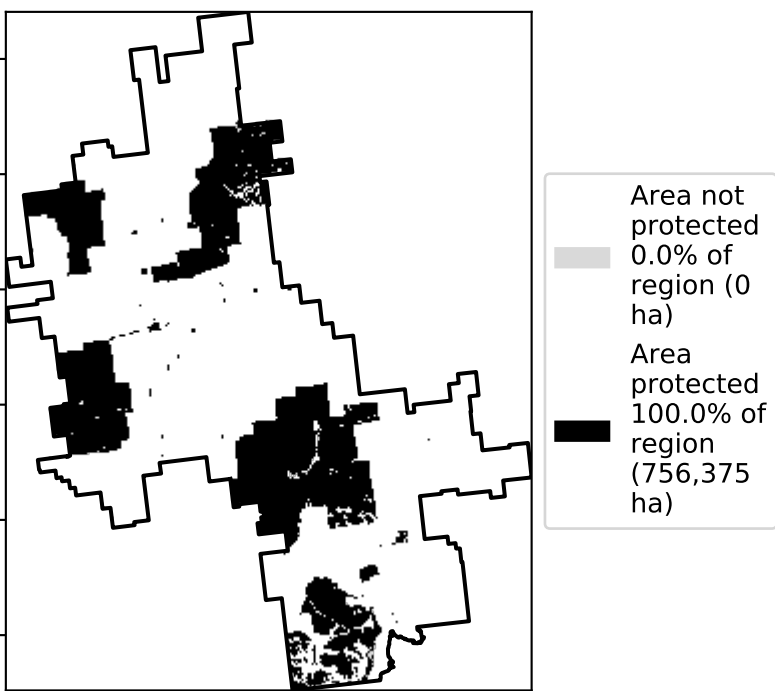 Area not
protected
0.0% of
region (0
ha)
Area
protected
100.0% of
region
(756,375
ha)